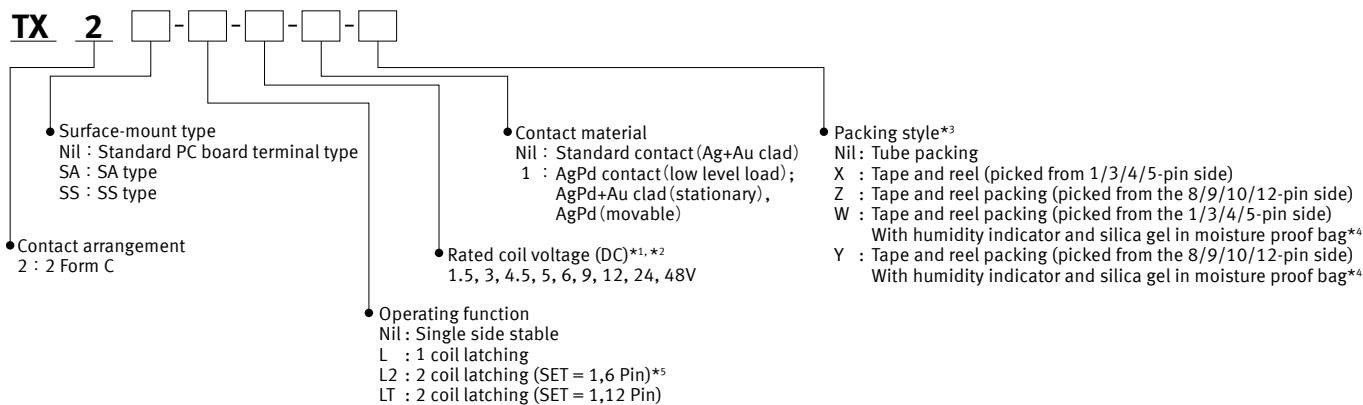 TX 2 - - - -
Surface-mount type
Nil : Standard PC board terminal type
SA : SA type
SS : SS type
Contact arrangement
2 : 2 Form C
Operating function
Nil : Single side stable
L : 1 coil latching
L2 : 2 coil latching (SET = 1,6 Pin)*5
LT : 2 coil latching (SET = 1,12 Pin)
Rated coil voltage (DC)*1, *2
1.5, 3, 4.5, 5, 6, 9, 12, 24, 48V
Contact material
Nil : Standard contact (Ag+Au clad)
1 : AgPd contact (low level load);
AgPd+Au clad (stationary),
AgPd (movable)
Packing style*3
Nil : Tube packing
X : Tape and reel (picked from 1/3/4/5-pin side)
Z : Tape and reel packing (picked from the 8/9/10/12-pin side)
W : Tape and reel packing (picked from the 1/3/4/5-pin side)
With humidity indicator and silica gel in moisture proof bag*4
Y : Tape and reel packing (picked from the 8/9/10/12-pin side)
With humidity indicator and silica gel in moisture proof bag*4